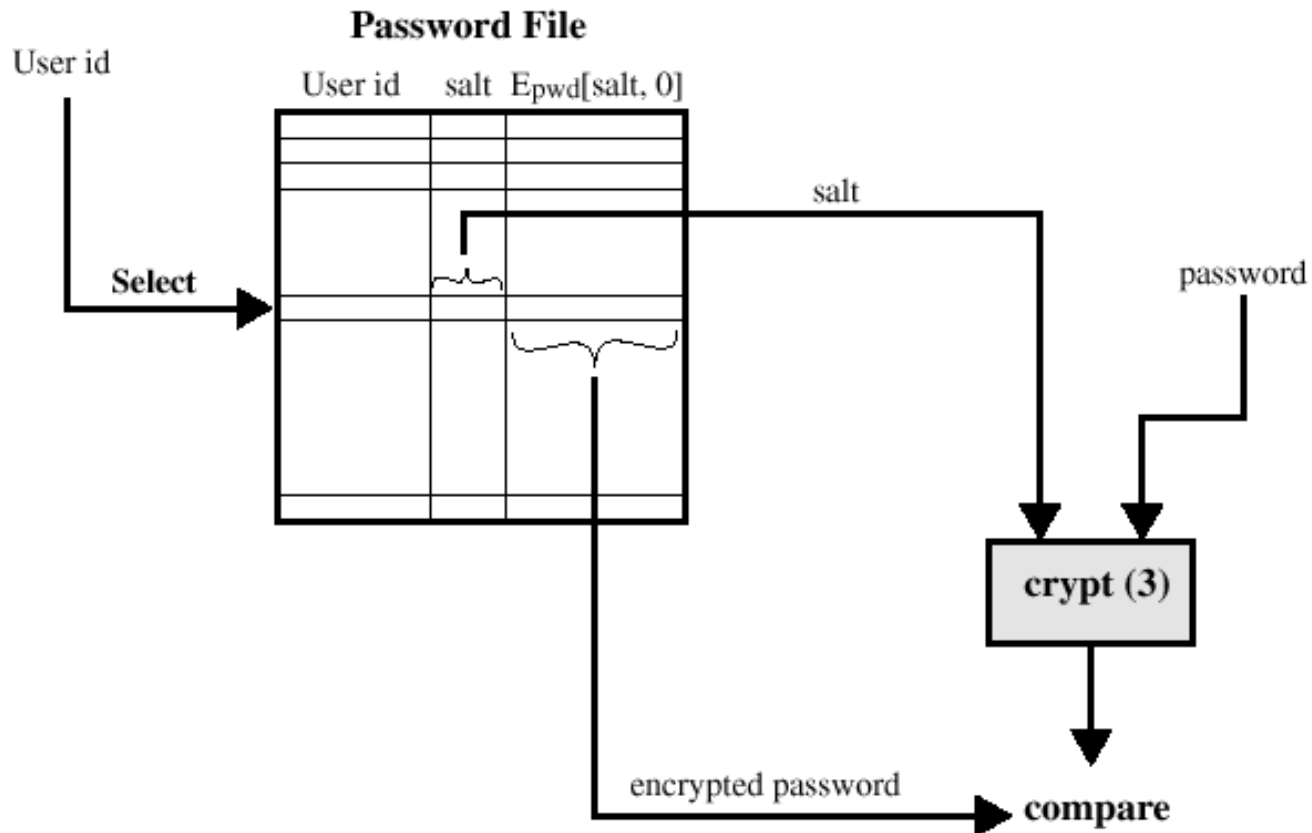 Password File
User id
User id salt Epwd[salt, 0]
salt
Select
password
crypt (3)
encrypted password
compare